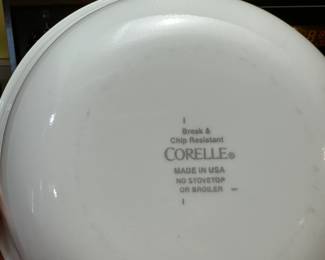 Break &
Chip Resistant
CORELLE®
MADE IN USA
NO STOVETOP
OR BROILER